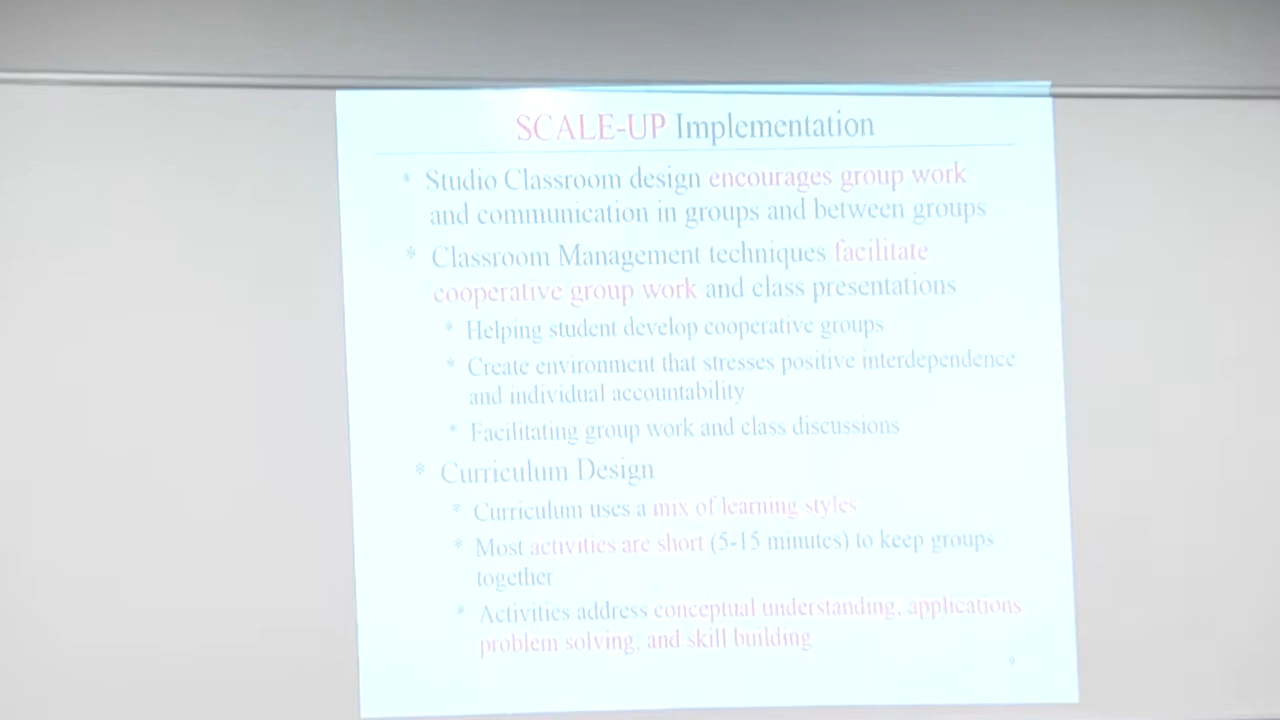 SCALE-UP Implementation
* Studio Classroom design encourages group work
and communication in groups and between groups
* Classroom Management techniques facilitate
cooperative group work and class presentations
* Helping student develop cooperative groups
* Create environment that stresses positive interdependence
and individual accountability
* Facilitating group work and class discussions
* Curriculum Design
* Curriculum uses a mix of learning styles
* Most activities are short (5-15 minutes) to keep groups
together
* Activities address conceptual understanding, applications
problem solving, and skill building
9